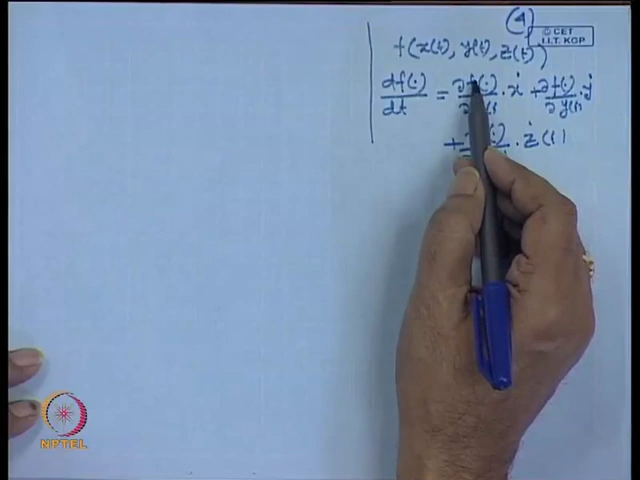 4
© CET
I.I.T. KGP
f(x(t), y(t), z(t))
df(·)/dt = ∂f(·)/ · ẋ + ∂f(·)/∂y(t) · ẏ
+ (·) · ż(t)
NPTEL